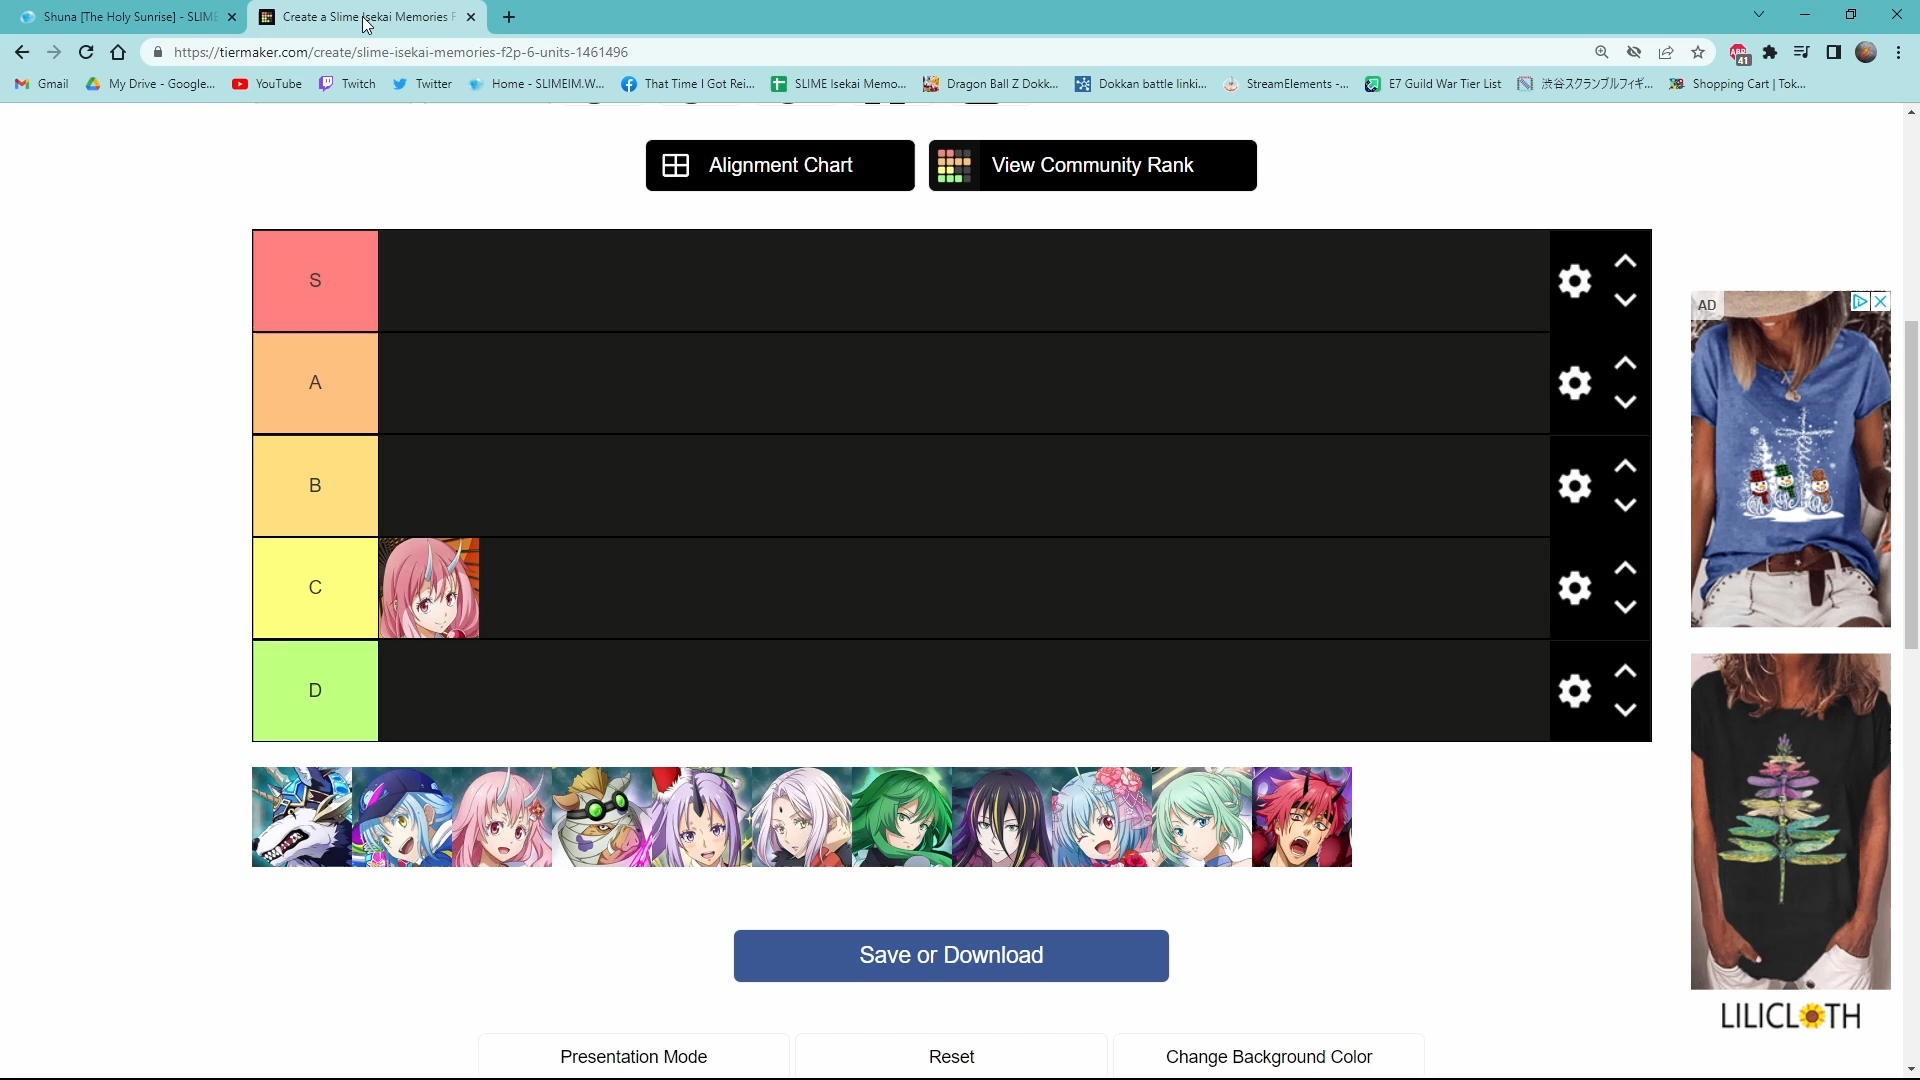 Shuna [The Holy Sunrise] - SLIME
Create a Slime Isekai Memories F
https://tiermaker.com/create/slime-isekai-memories-f2p-6-units-1461496
41
Gmail
My Drive - Google...
YouTube
Twitch
Twitter
Home - SLIMEIM.W...
That Time I Got Rei...
SLIME Isekai Memo...
Dragon Ball Z Dokk...
Dokkan battle linki...
StreamElements -...
E7 Guild War Tier List
渋谷スクランブルフィギ...
Shopping Cart | Tok...
Alignment Chart
View Community Rank
S
A
B
C
D
AD
Save or Download
LILICLOTH
Presentation Mode
Reset
Change Background Color